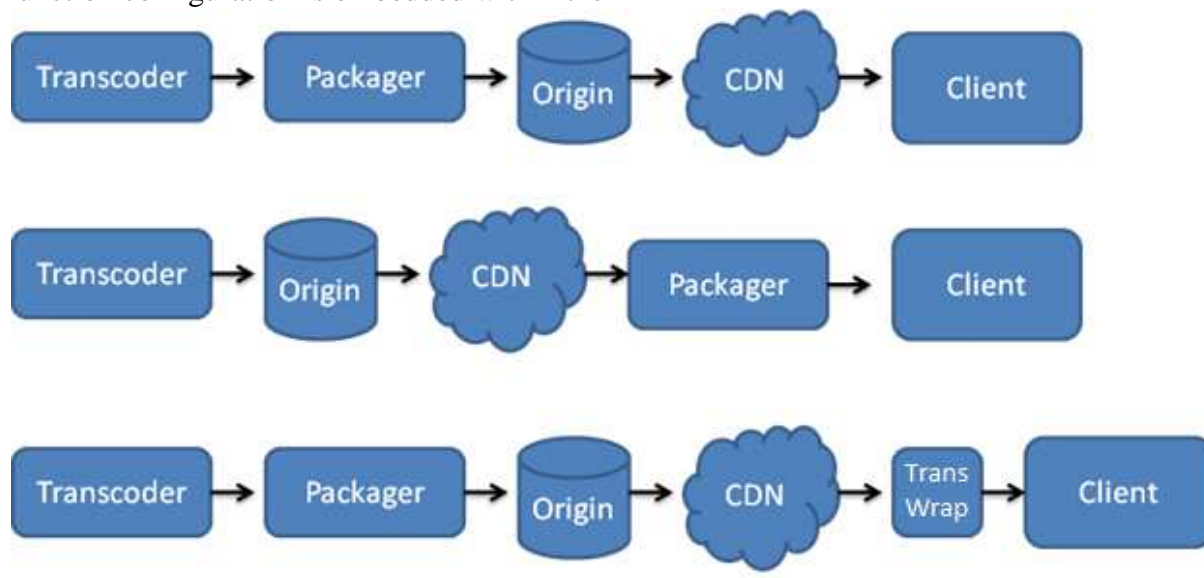 Transcoder Packager Origin CDN Client
Transcoder Origin CDN Packager Client
Transcoder Packager Origin CDN Trans Wrap Client